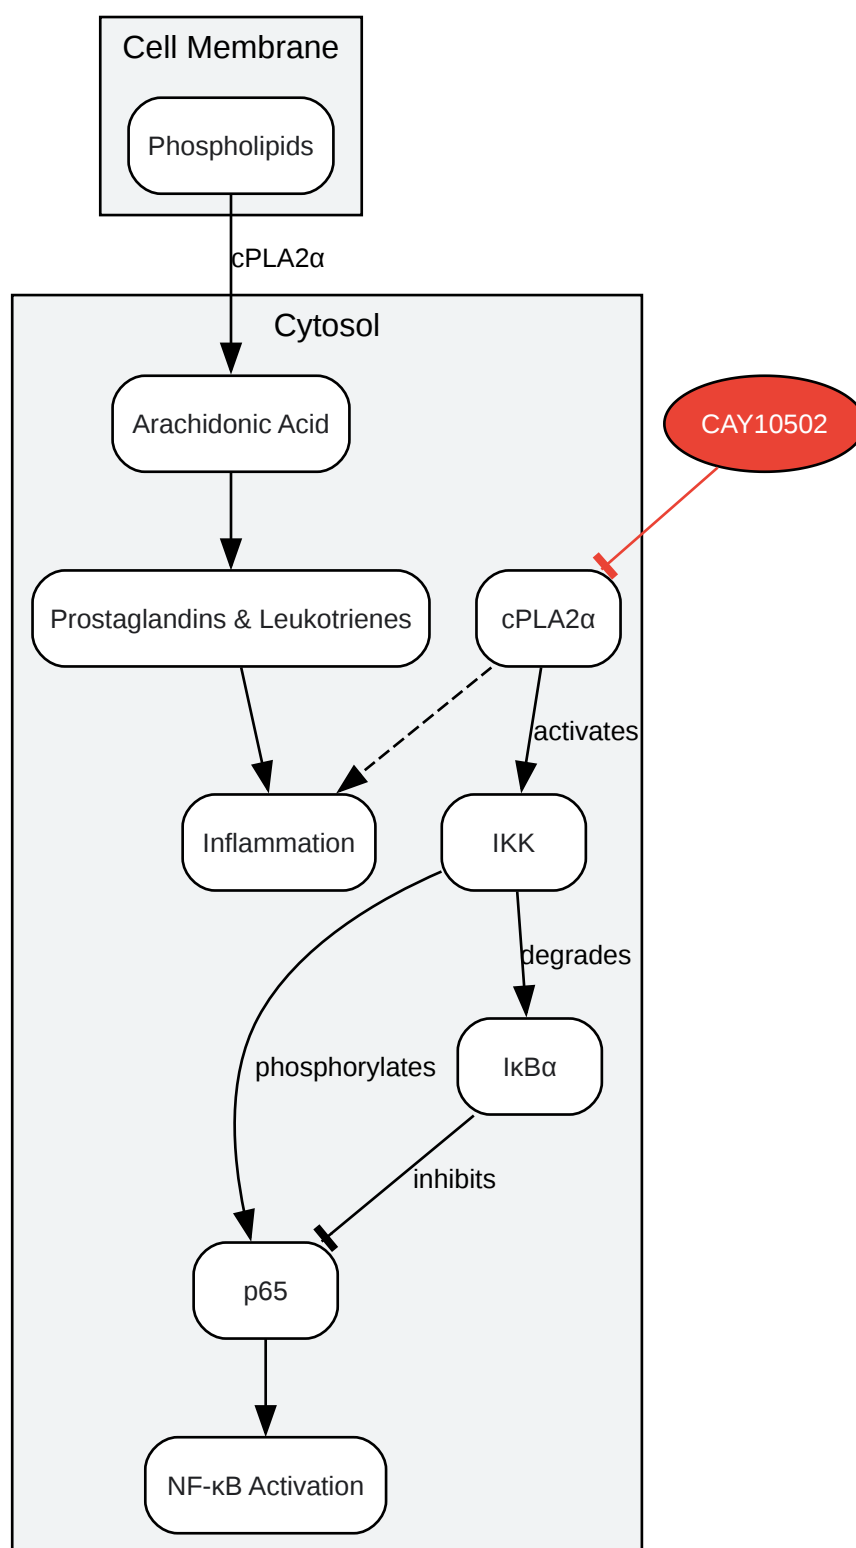 Cell Membrane
Phospholipids
cPLA2α
Cytosol
Arachidonic Acid
CAY10502
Prostaglandins & Leukotrienes
cPLA2α
activates
Inflammation
IKK
degrades
phosphorylates
IκBα
inhibits
p65
NF-κB Activation